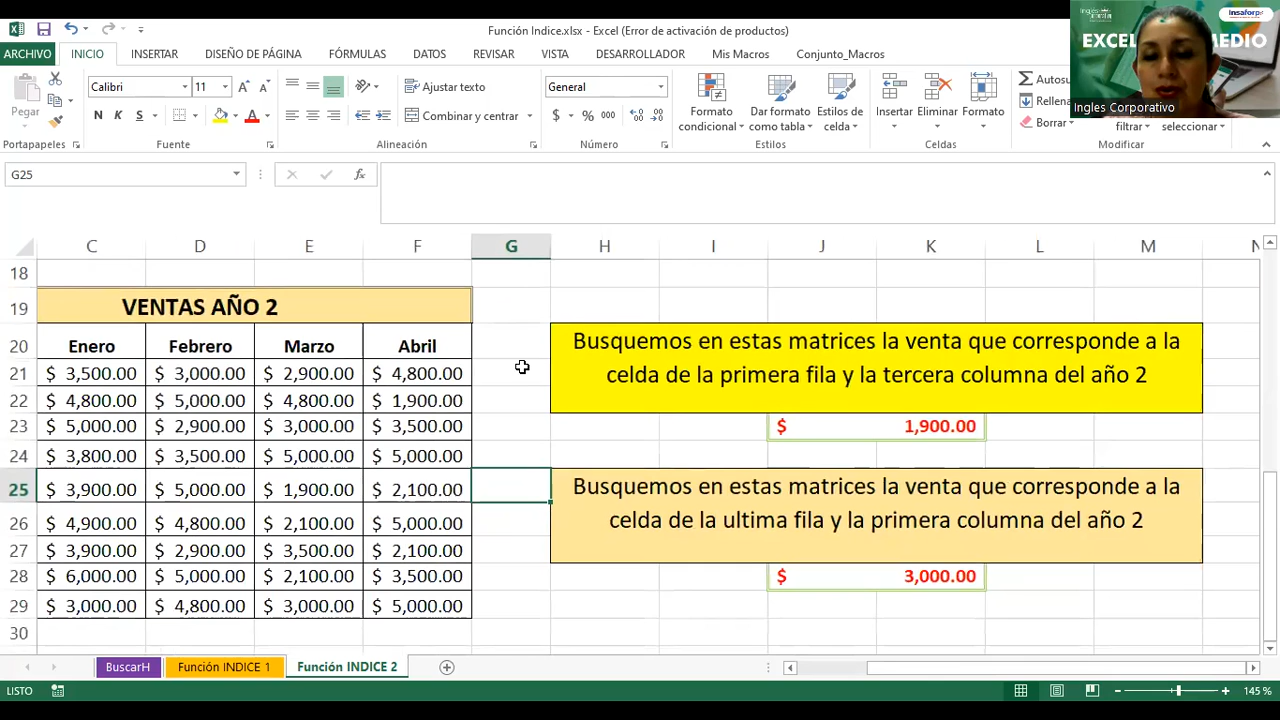 Función Indice.xlsx - Excel (Error de activación de productos)
ARCHIVO INICIO INSERTAR DISEÑO DE PÁGINA FÓRMULAS DATOS REVISAR VISTA DESARROLLADOR Mis Macros Conjunto_Macros
Pegar
Calibri 11
N K S
Ajustar texto
Combinar y centrar
General
$ % 000
Formato condicional
Dar formato como tabla
Estilos de celda
Insertar
Eliminar
Formato
Autosu
Rellena
Borrar
filtrar
seleccionar
Portapapeles Fuente Alineación Número Estilos Celdas Modificar
insaforp
EXCEL
MEDIO
Ingles Corporativo
G25
fx
C D E F G H I J K L M
18
19 VENTAS AÑO 2
20 Enero Febrero Marzo Abril
21 $ 3,500.00 $ 3,000.00 $ 2,900.00 $ 4,800.00
22 $ 4,800.00 $ 5,000.00 $ 4,800.00 $ 1,900.00
23 $ 5,000.00 $ 2,900.00 $ 3,000.00 $ 3,500.00
24 $ 3,800.00 $ 3,500.00 $ 5,000.00 $ 5,000.00
25 $ 3,900.00 $ 5,000.00 $ 1,900.00 $ 2,100.00
26 $ 4,900.00 $ 4,800.00 $ 2,100.00 $ 5,000.00
27 $ 3,900.00 $ 2,900.00 $ 3,500.00 $ 2,100.00
28 $ 6,000.00 $ 5,000.00 $ 2,100.00 $ 3,500.00
29 $ 3,000.00 $ 4,800.00 $ 3,000.00 $ 5,000.00
30
Busquemos en estas matrices la venta que corresponde a la
celda de la primera fila y la tercera columna del año 2
$ 1,900.00
Busquemos en estas matrices la venta que corresponde a la
celda de la ultima fila y la primera columna del año 2
$ 3,000.00
BuscarH Función INDICE 1 Función INDICE 2
LISTO
145 %